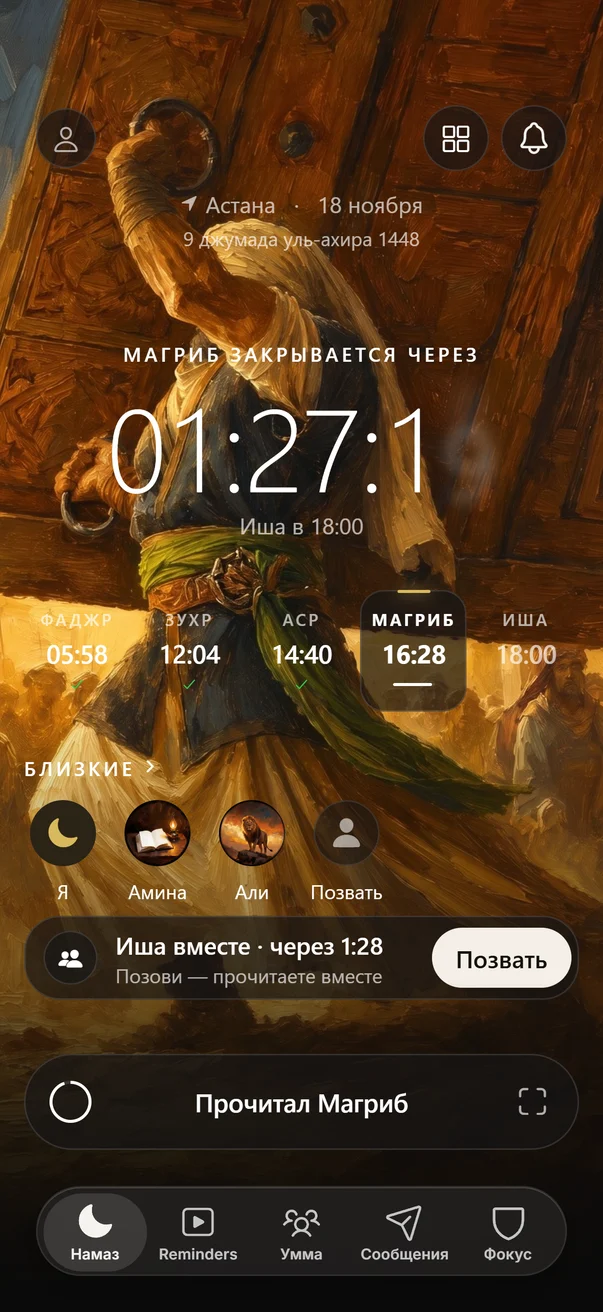 Астана · 18 ноября
9 джумада уль-ахира 1448
МАГРИБ ЗАКРЫВАЕТСЯ ЧЕРЕЗ
01:27:1
Иша в 18:00
ФАДЖР ЗУХР АСР МАГРИБ ИША
05:58 12:04 14:40 16:28 18:00
БЛИЗКИЕ
Я Амина Али Позвать
Иша вместе · через 1:28
Позови — прочитаете вместе
Позвать
Прочитал Магриб
Намаз Reminders Умма Сообщения Фокус